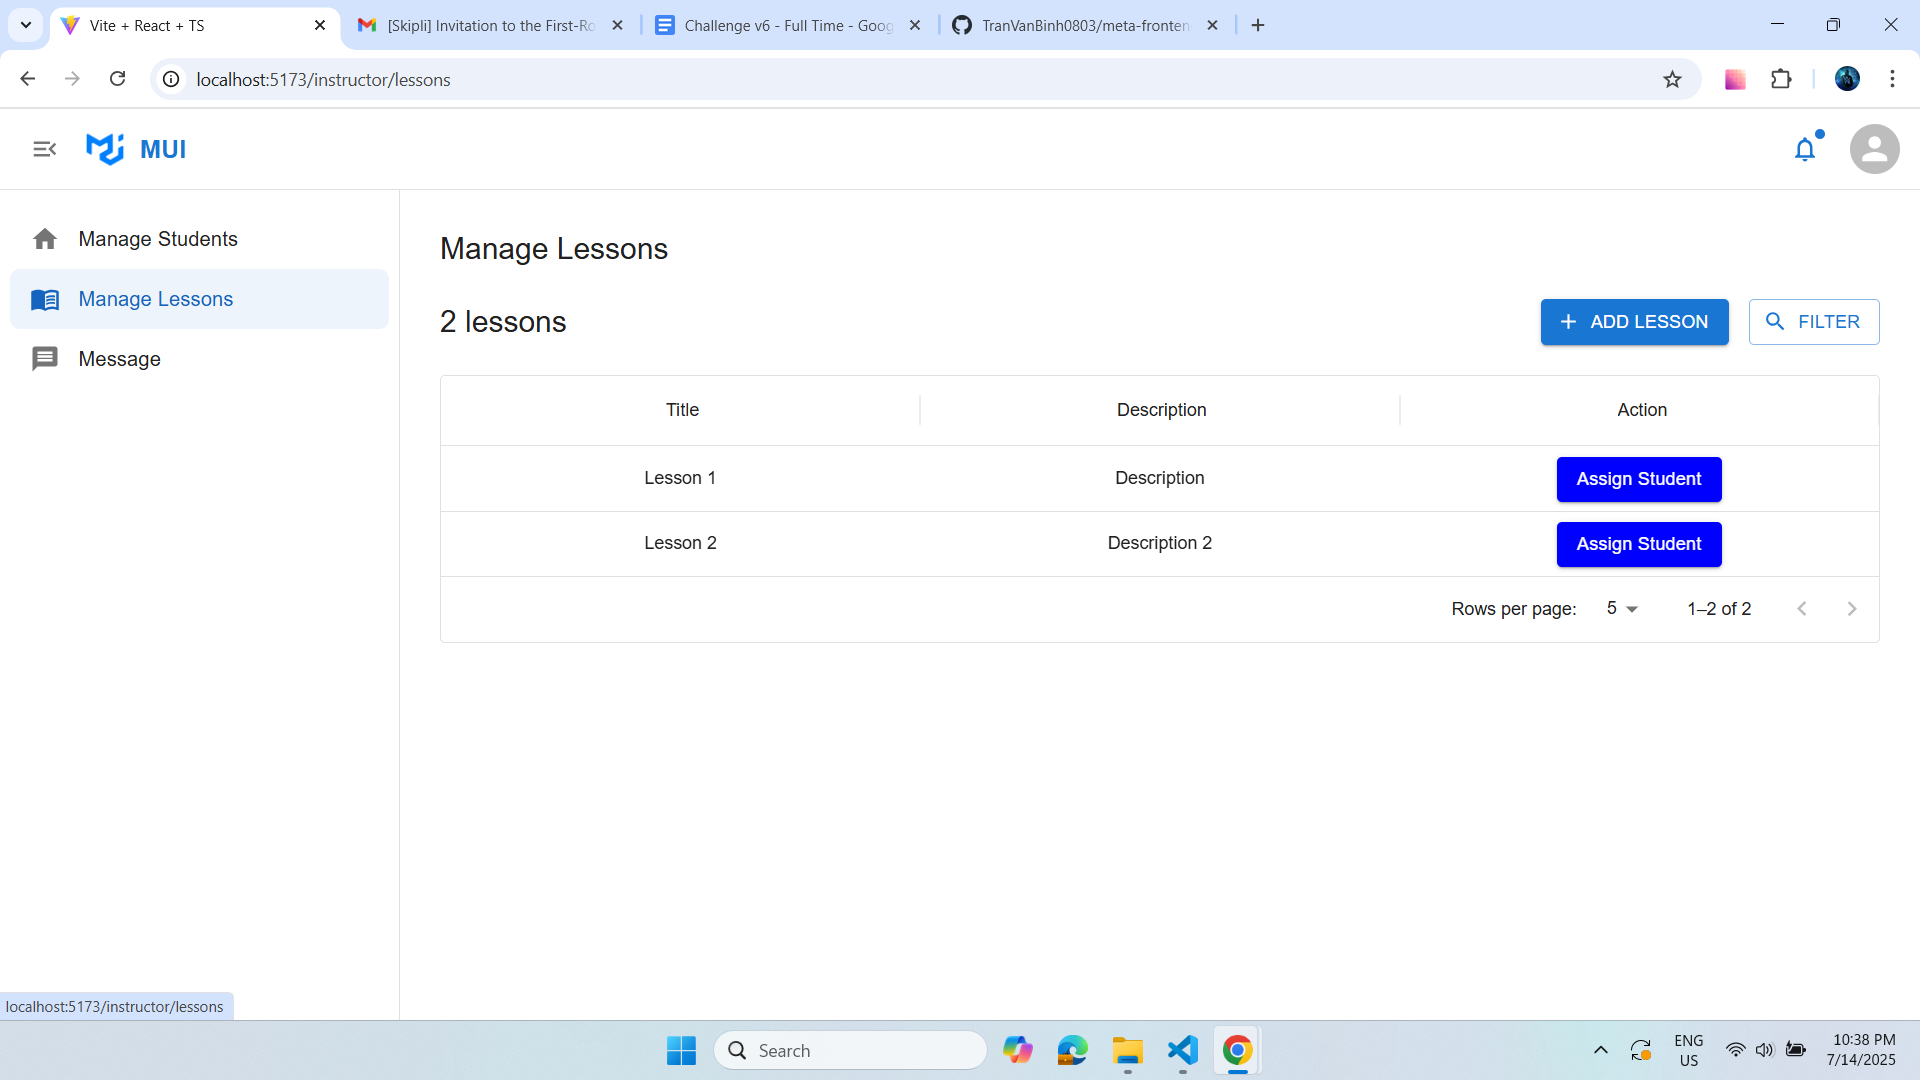 Vite + React + TS
[Skipli] Invitation to the First-Ro
Challenge v6 - Full Time - Goog
TranVanBinh0803/meta-fronten
localhost:5173/instructor/lessons
MUI
Manage Students
Manage Lessons
Message
Manage Lessons
2 lessons
ADD LESSON
FILTER
Title Description Action
Lesson 1 Description Assign Student
Lesson 2 Description 2 Assign Student
Rows per page: 5 1–2 of 2
localhost:5173/instructor/lessons
Search
ENG
US
10:38 PM
7/14/2025